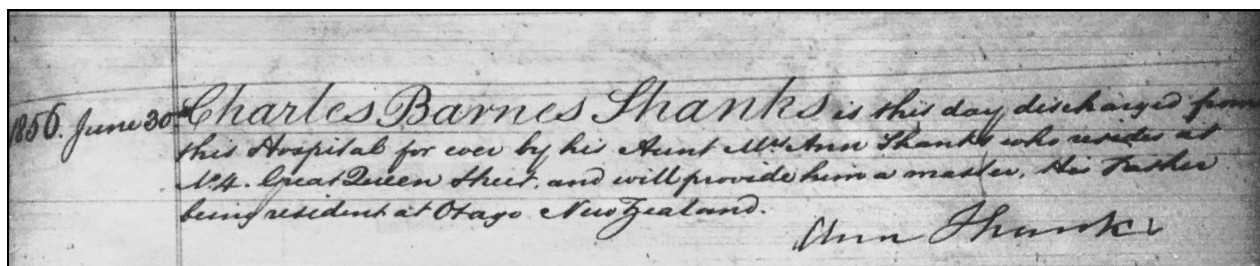 1856. June 30th Charles Barnes Shanks is this day discharged from
this Hospital for ever by his Aunt Mrs Ann Shanks who resides at
No 4. Great Queen Street, and will provide him a master, His Father
being resident at Otago New Zealand.
Ann Shanks